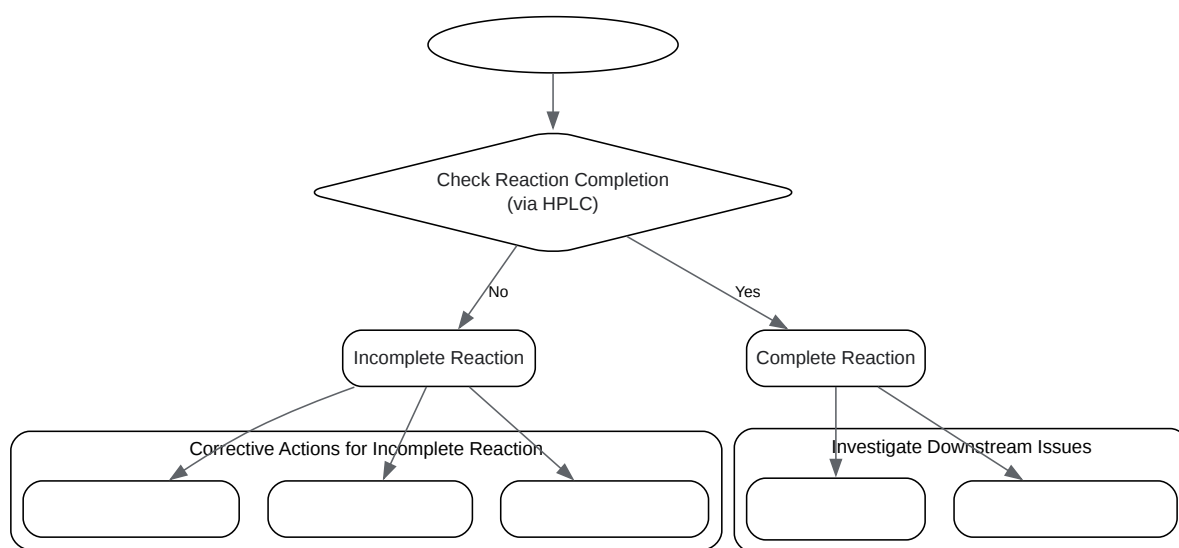 Check Reaction Completion
(via HPLC)
No
Yes
Incomplete Reaction
Complete Reaction
Corrective Actions for Incomplete Reaction
Investigate Downstream Issues